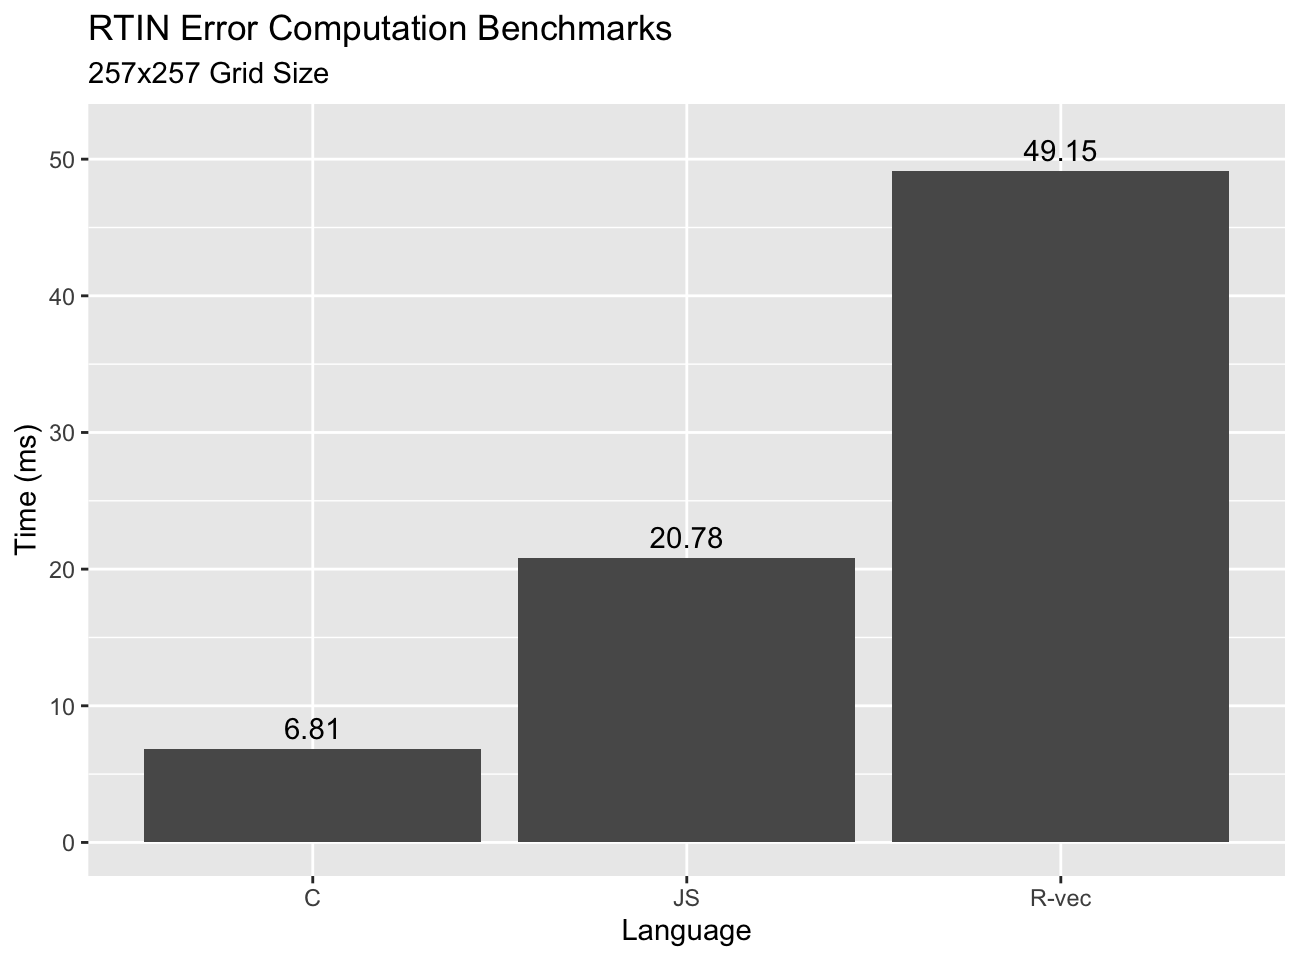 RTIN Error Computation Benchmarks
257x257 Grid Size
50
40
30
20
10
0
Time (ms)
6.81
20.78
49.15
C
JS
R-vec
Language